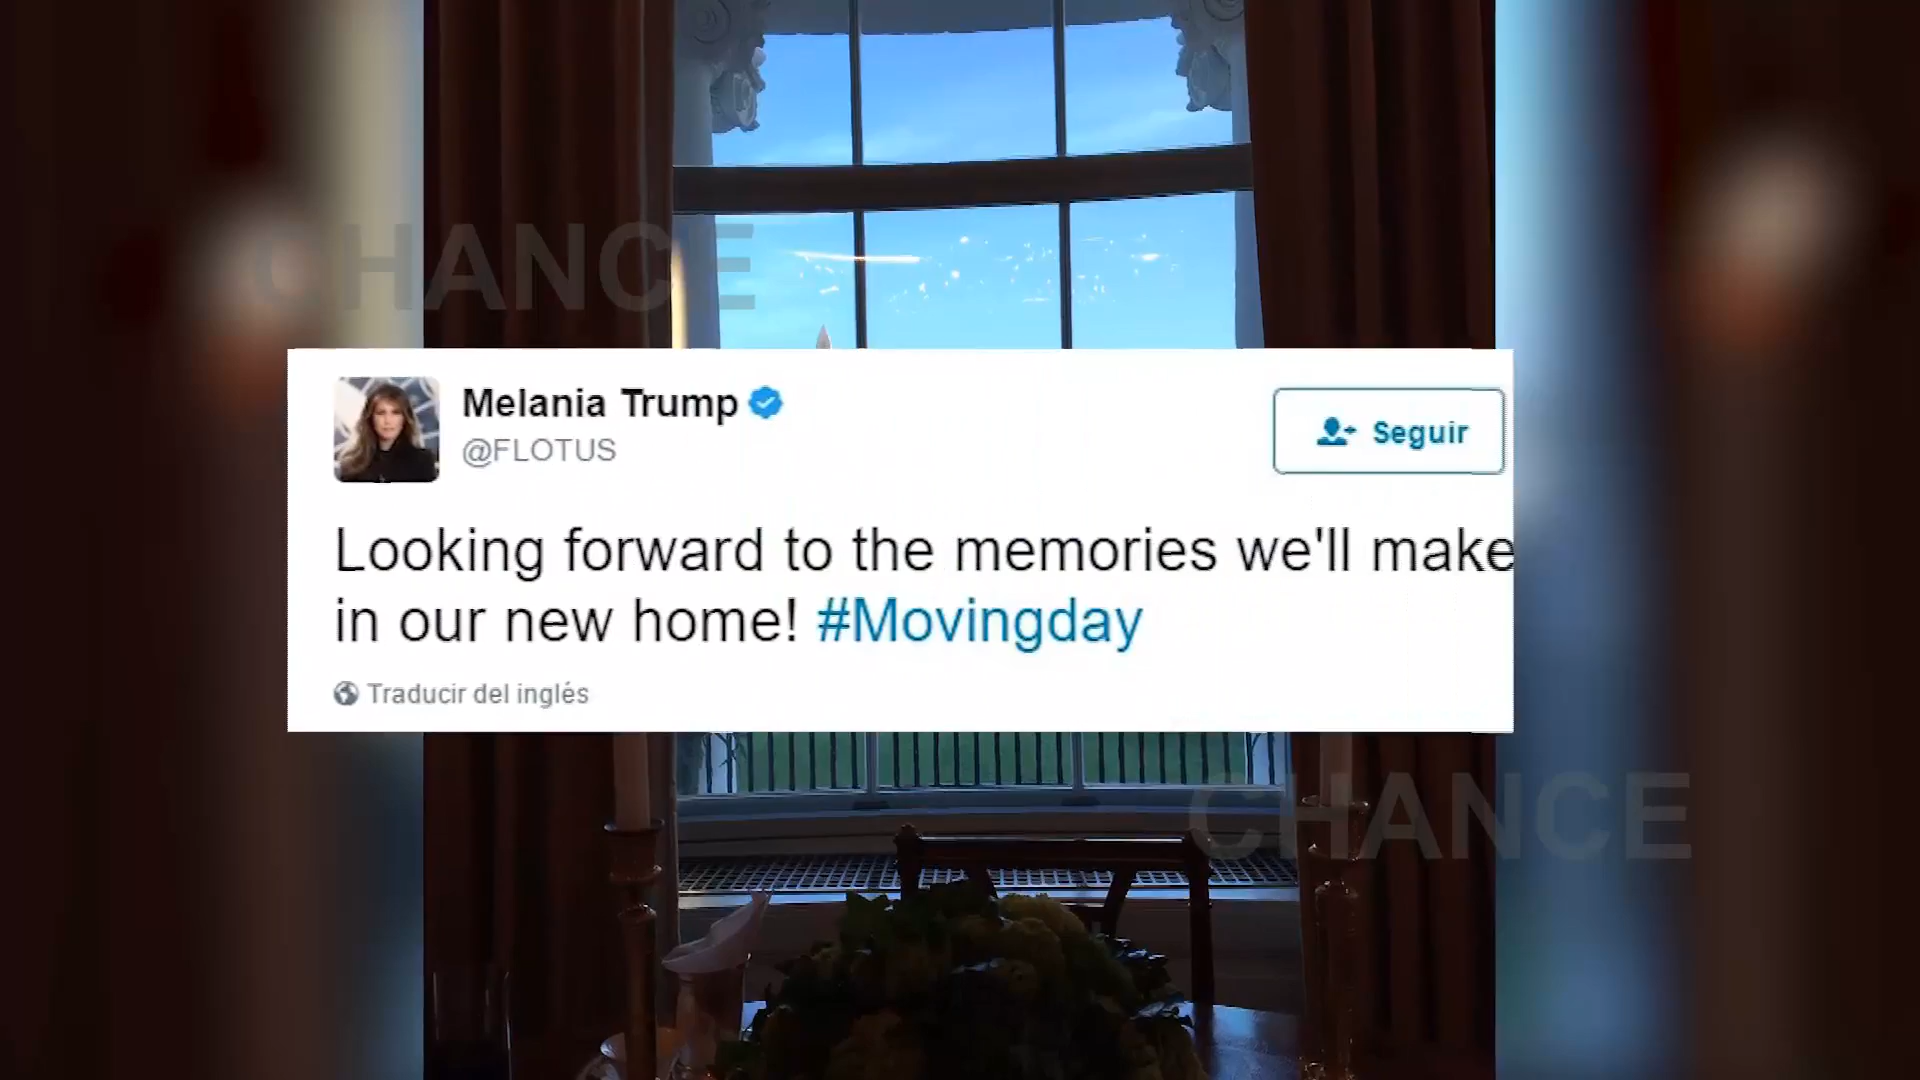 CHANCE
Melania Trump
@FLOTUS
Seguir
Looking forward to the memories we'll make
in our new home! #Movingday
Traducir del inglés
CHANCE